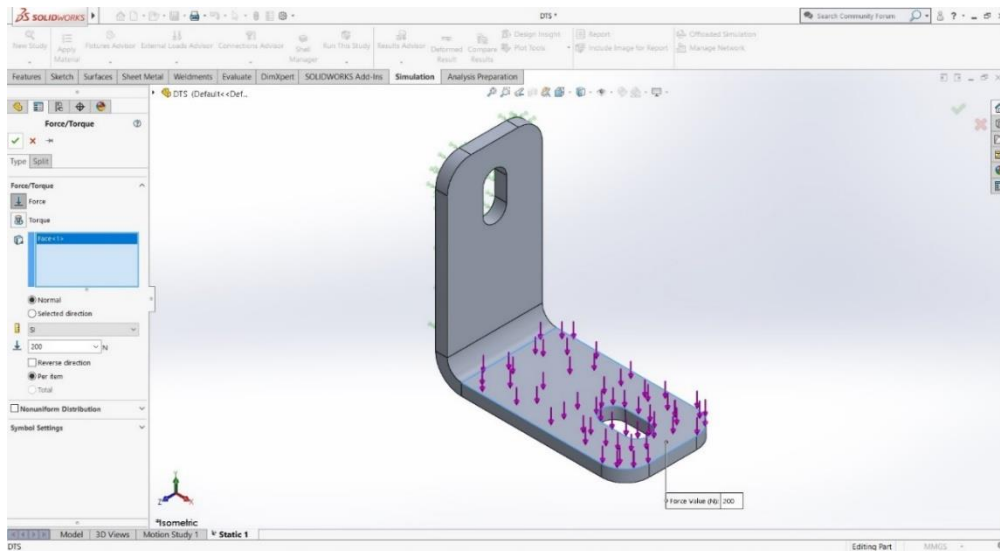 SOLIDWORKS
DTS *
Search Community Forum
New Study
Apply Material
Fixtures Advisor
External Loads Advisor
Connections Advisor
Shell Manager
Run This Study
Results Advisor
Deformed Result
Compare Results
Design Insight
Plot Tools
Report
Include Image for Report
Offloaded Simulation
Manage Network
Features Sketch Surfaces Sheet Metal Weldments Evaluate DimXpert SOLIDWORKS Add-Ins Simulation Analysis Preparation
DTS (Default<<Def...
Force/Torque
Type Split
Force/Torque
Force
Torque
Face<1>
Normal
Selected direction
SI
200 N
Reverse direction
Per item
Total
Nonuniform Distribution
Symbol Settings
Force Value (N): 200
Y
Z X
*Isometric
Model 3D Views Motion Study 1 Static 1
DTS
Editing Part MMGS